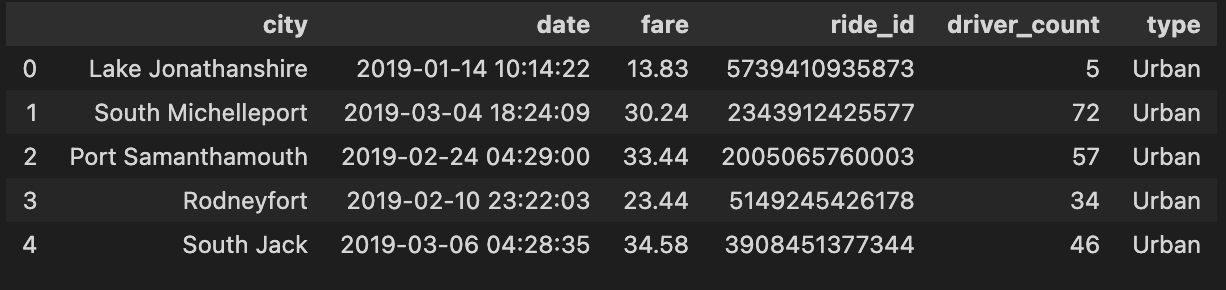 city date fare ride_id driver_count type
0 Lake Jonathanshire 2019-01-14 10:14:22 13.83 5739410935873 5 Urban
1 South Michelleport 2019-03-04 18:24:09 30.24 2343912425577 72 Urban
2 Port Samanthamouth 2019-02-24 04:29:00 33.44 2005065760003 57 Urban
3 Rodneyfort 2019-02-10 23:22:03 23.44 5149245426178 34 Urban
4 South Jack 2019-03-06 04:28:35 34.58 3908451377344 46 Urban